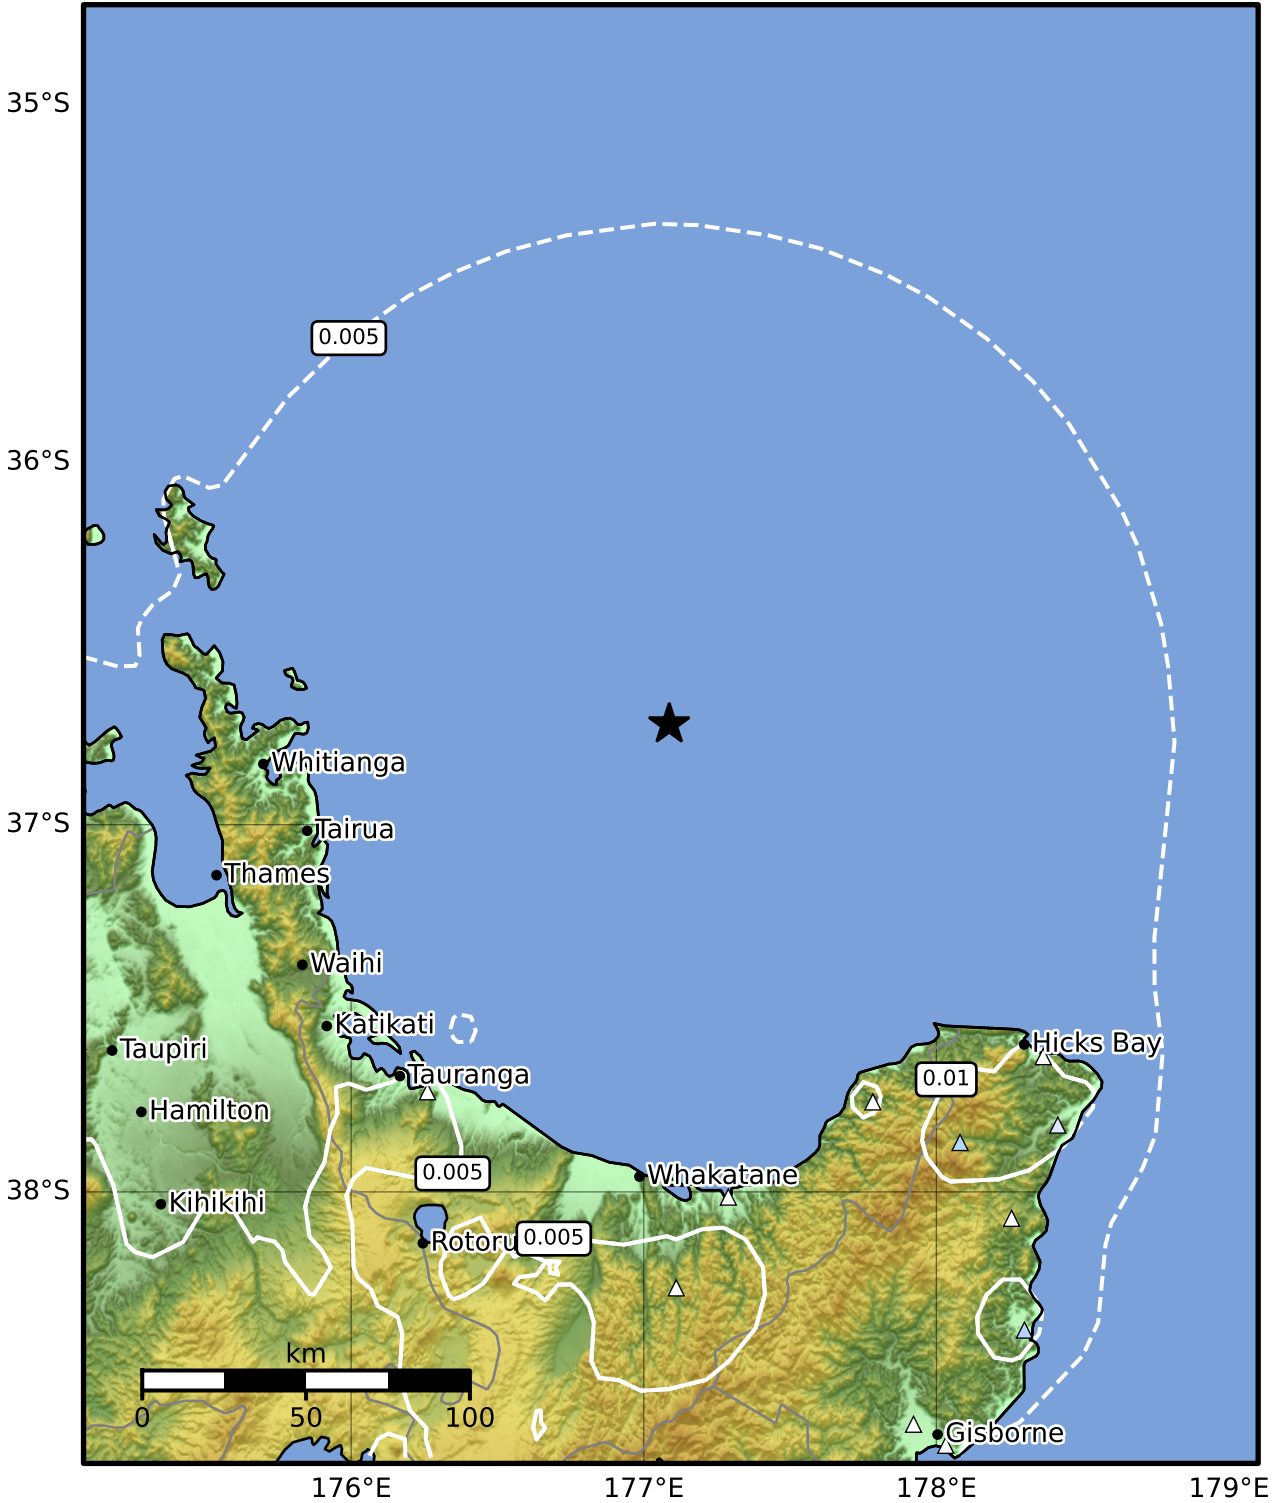 35°S
0.005
36°S
Whitianga
37°S
Tairua
Thames
Waihi
Katikati
Hicks Bay
Taupiri
Tauranga
0.01
Hamilton
0.005
Whakatane
38°S
Kihikihi
Rotoru
0.005
km
0
50
100
Gisborne
176°E
177°E
178°E
179°E